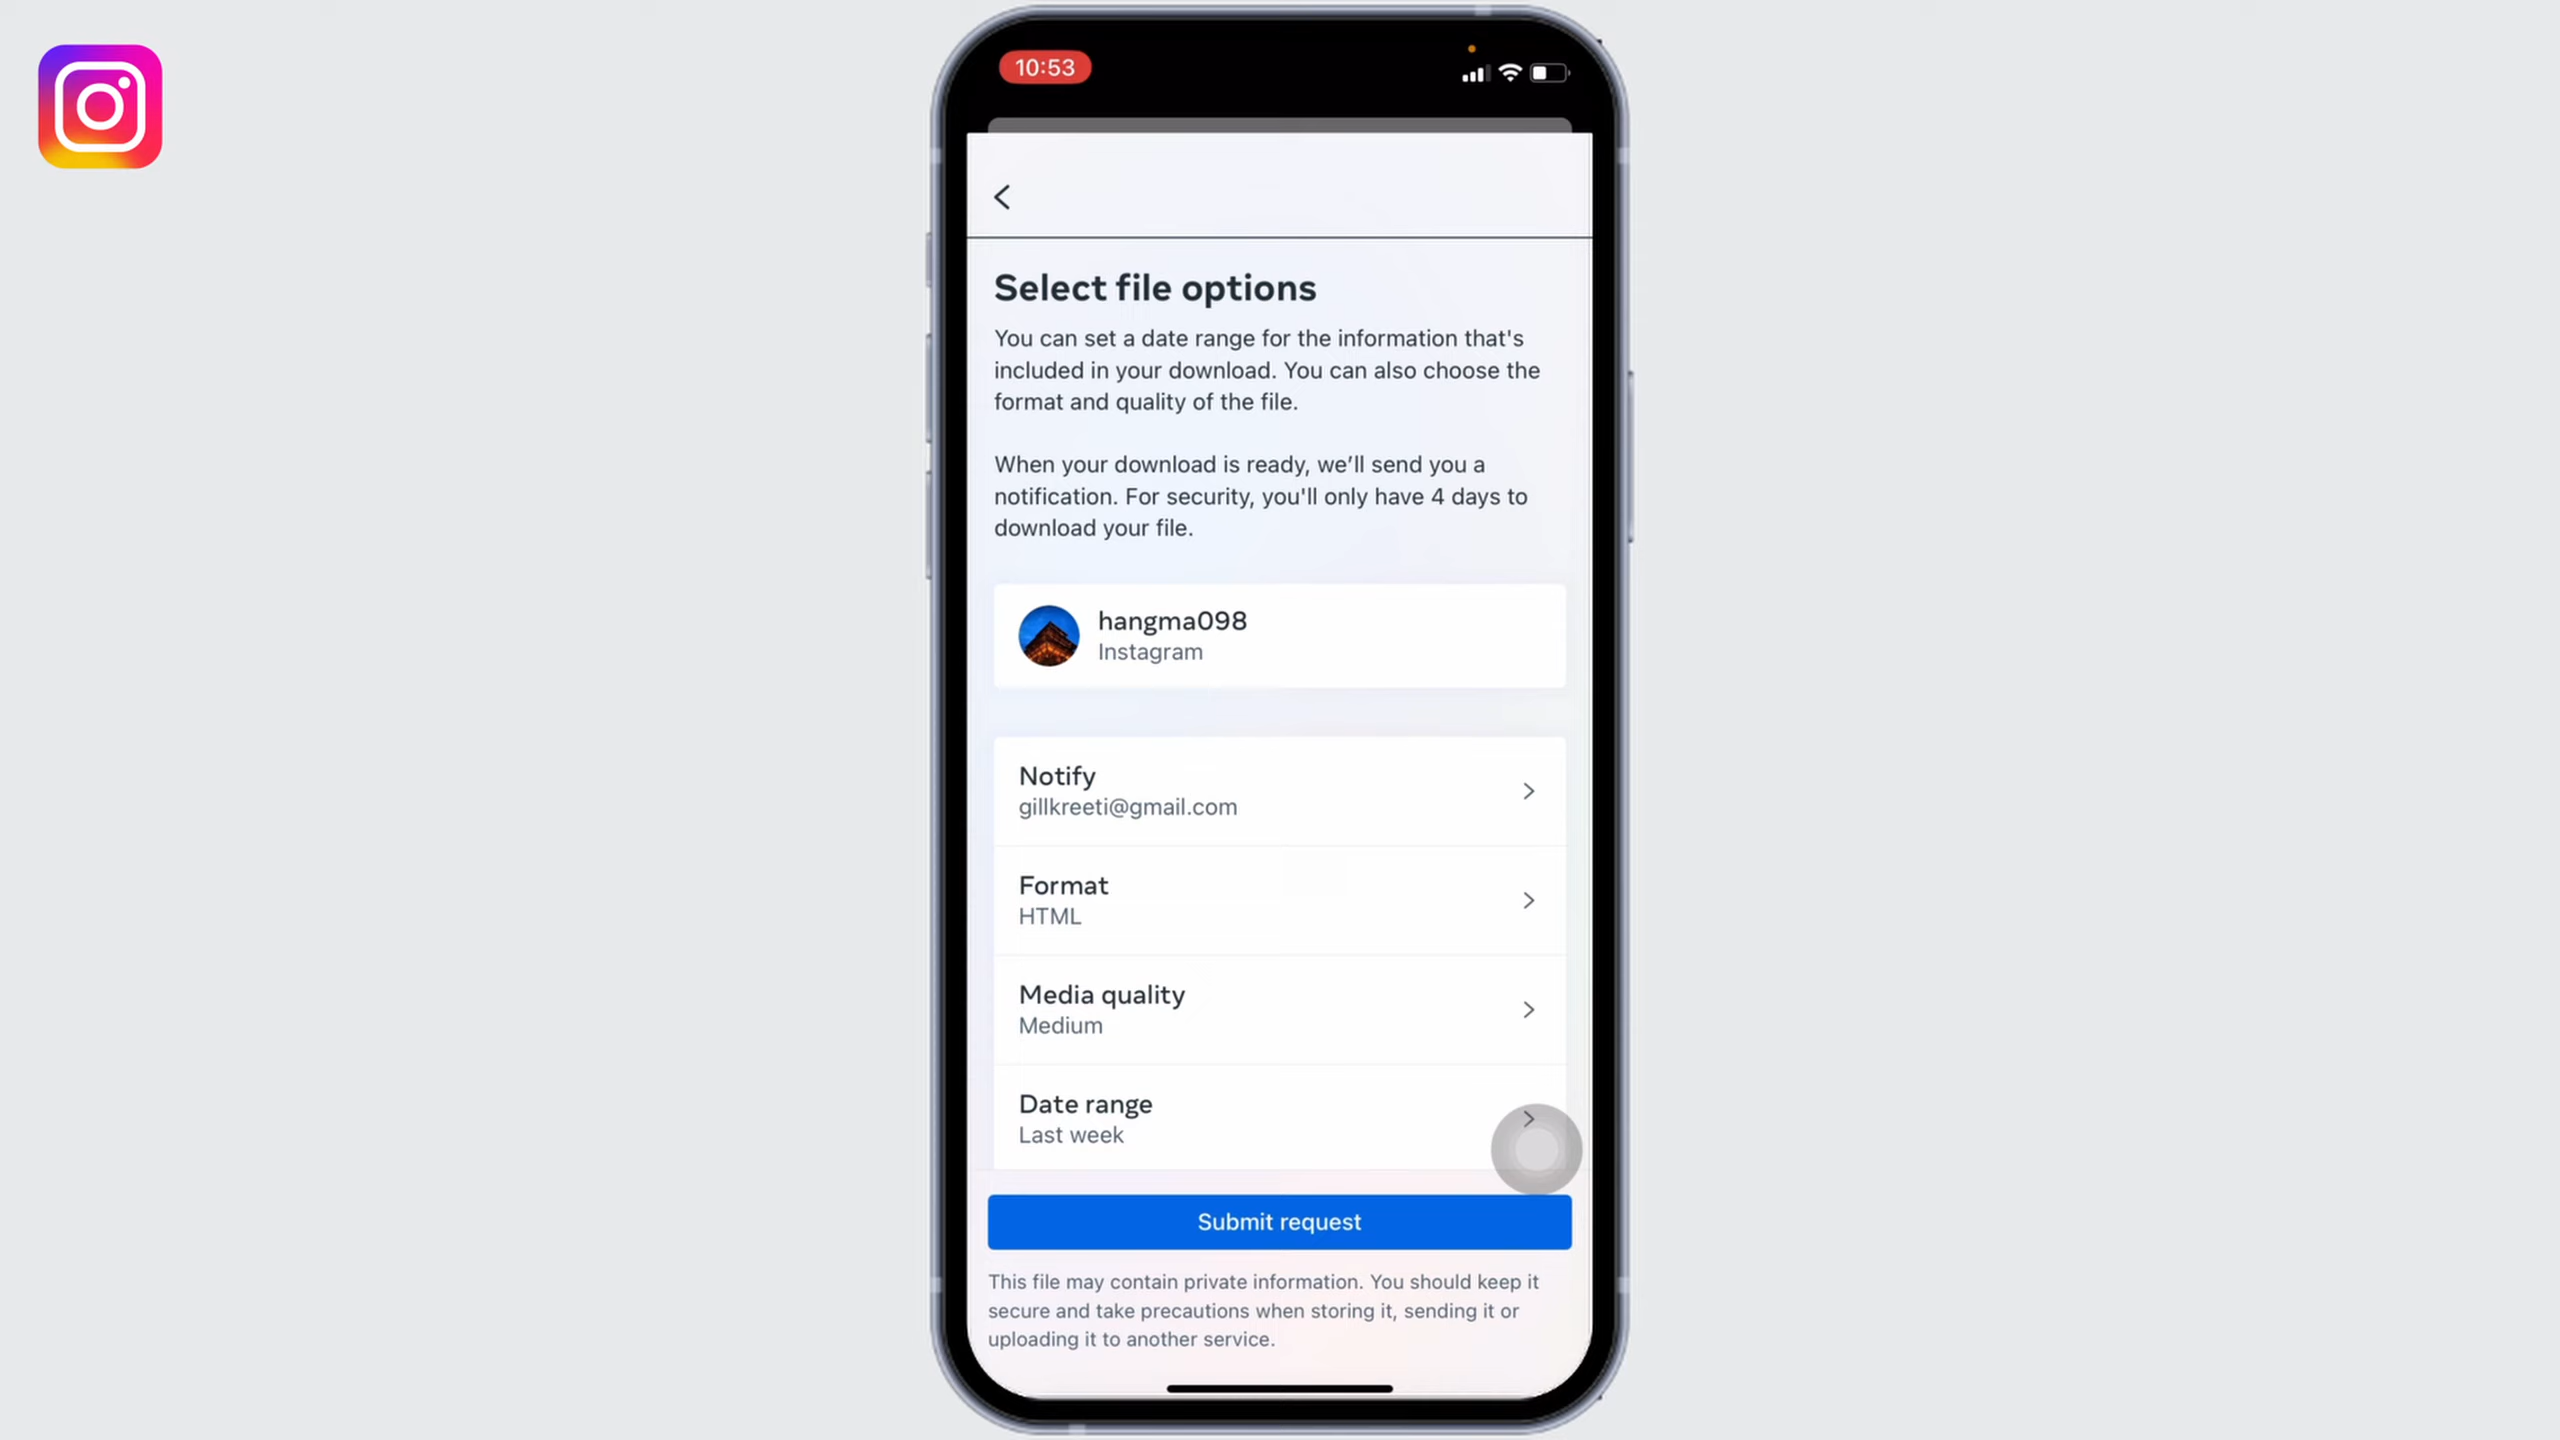 10:53
Select file options
You can set a date range for the information that's
included in your download. You can also choose the
format and quality of the file.
When your download is ready, we’ll send you a
notification. For security, you'll only have 4 days to
download your file.
hangma098
Instagram
Notify
gillkreeti@gmail.com
Format
HTML
Media quality
Medium
Date range
Last week
Submit request
This file may contain private information. You should keep it
secure and take precautions when storing it, sending it or
uploading it to another service.